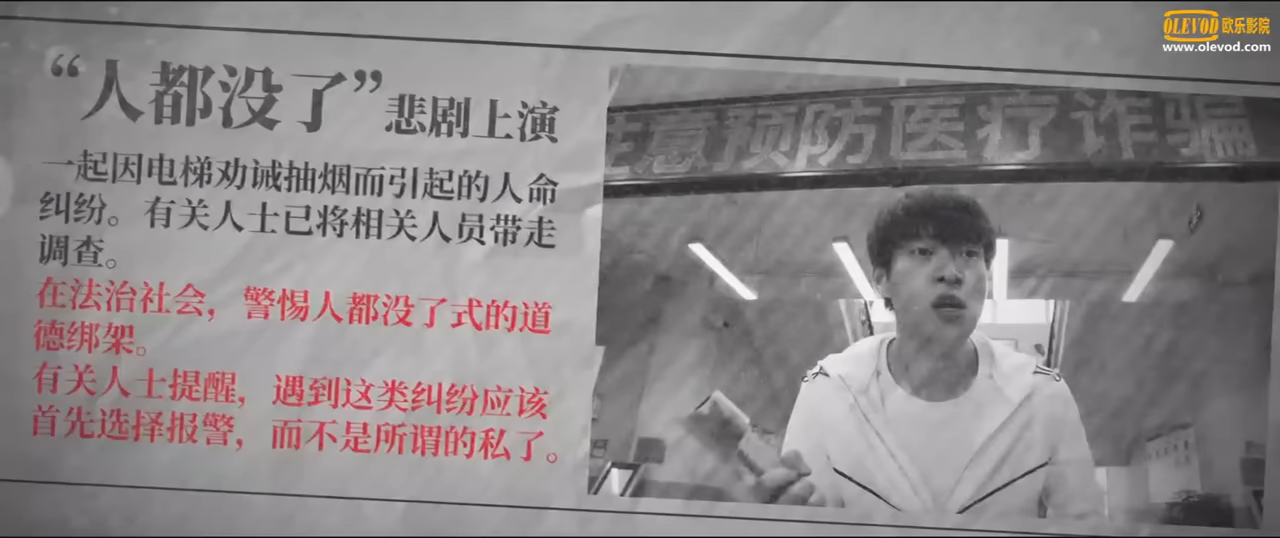 OLEVOD欧乐影院
www.olevod.com
“人都没了”悲剧上演
一起因电梯劝诫抽烟而引起的人命
纠纷。有关人士已将相关人员带走
调查。
在法治社会，警惕人都没了式的道
德绑架。
有关人士提醒，遇到这类纠纷应该
首先选择报警，而不是所谓的私了。
注意预防医疗诈骗